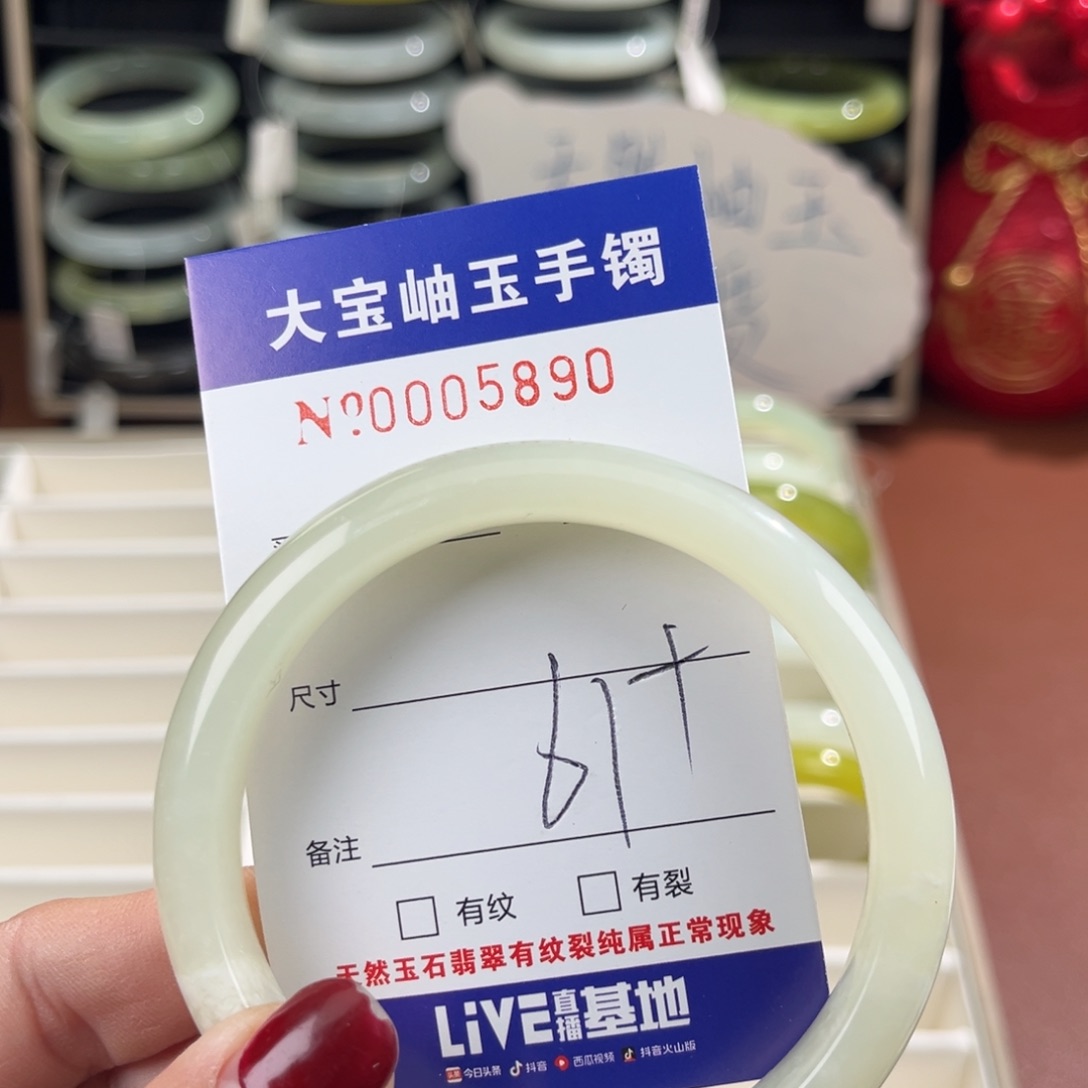 大宝岫玉手镯
Nº0005890
尺寸 61+
备注
有纹 有裂
天然玉石翡翠有纹裂纯属正常现象
LiVE直播基地
头条 今日头条 抖音 西瓜视频 抖音火山版